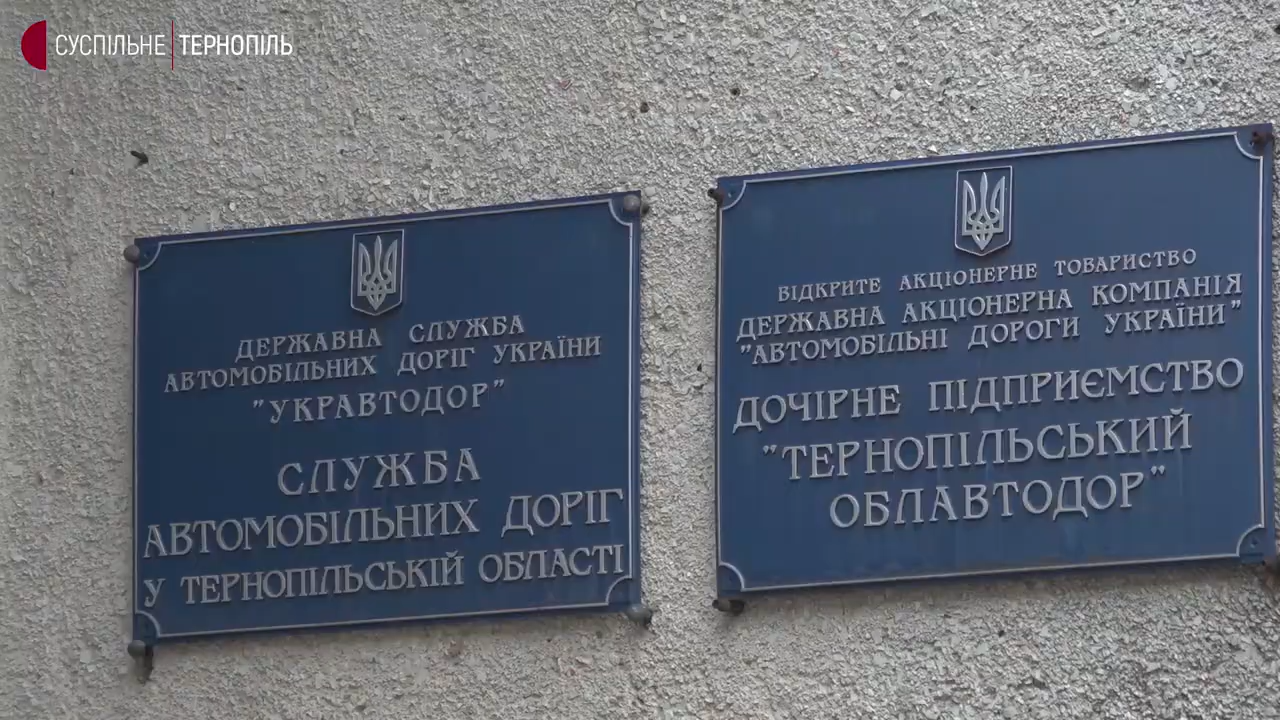 СУСПІЛЬНЕ ТЕРНОПІЛЬ
ДЕРЖАВНА СЛУЖБА
АВТОМОБІЛЬНИХ ДОРІГ УКРАЇНИ
"УКРАВТОДОР"
СЛУЖБА
АВТОМОБІЛЬНИХ ДОРІГ
У ТЕРНОПІЛЬСЬКІЙ ОБЛАСТІ
ВІДКРИТЕ АКЦІОНЕРНЕ ТОВАРИСТВО
ДЕРЖАВНА АКЦІОНЕРНА КОМПАНІЯ
"АВТОМОБІЛЬНІ ДОРОГИ УКРАЇНИ"
ДОЧІРНЕ ПІДПРИЄМСТВО
"ТЕРНОПІЛЬСЬКИЙ
ОБЛАВТОДОР"